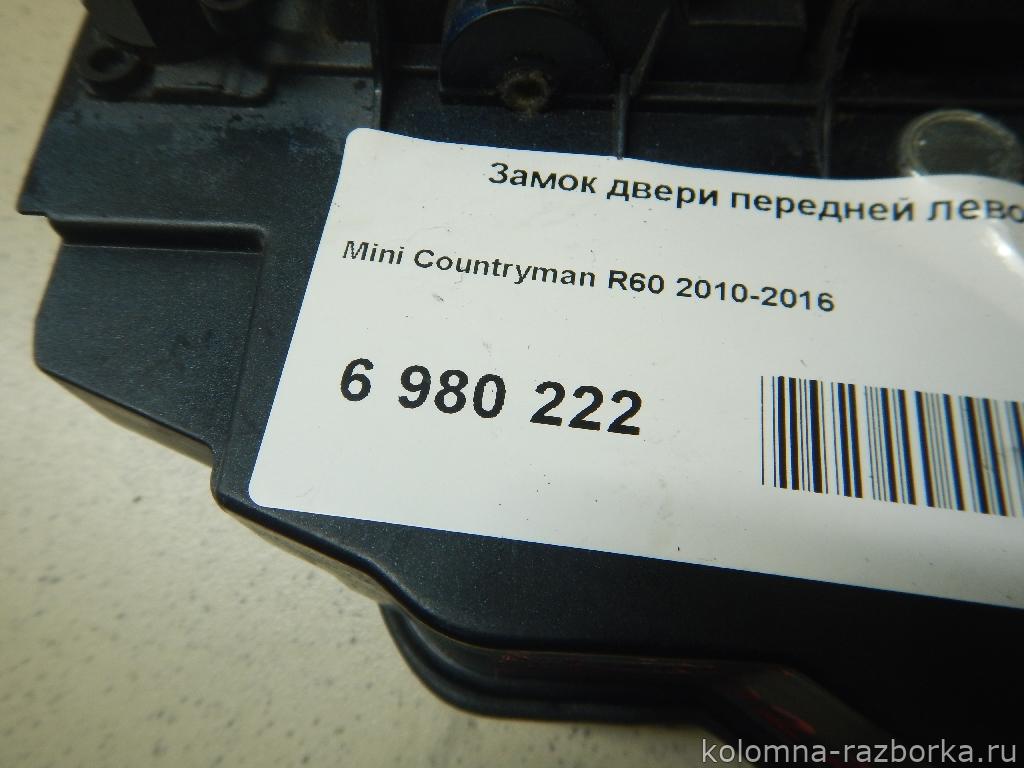 Замок двери передней лево
Mini Countryman R60 2010-2016
6 980 222
kolomna-razborka.ru